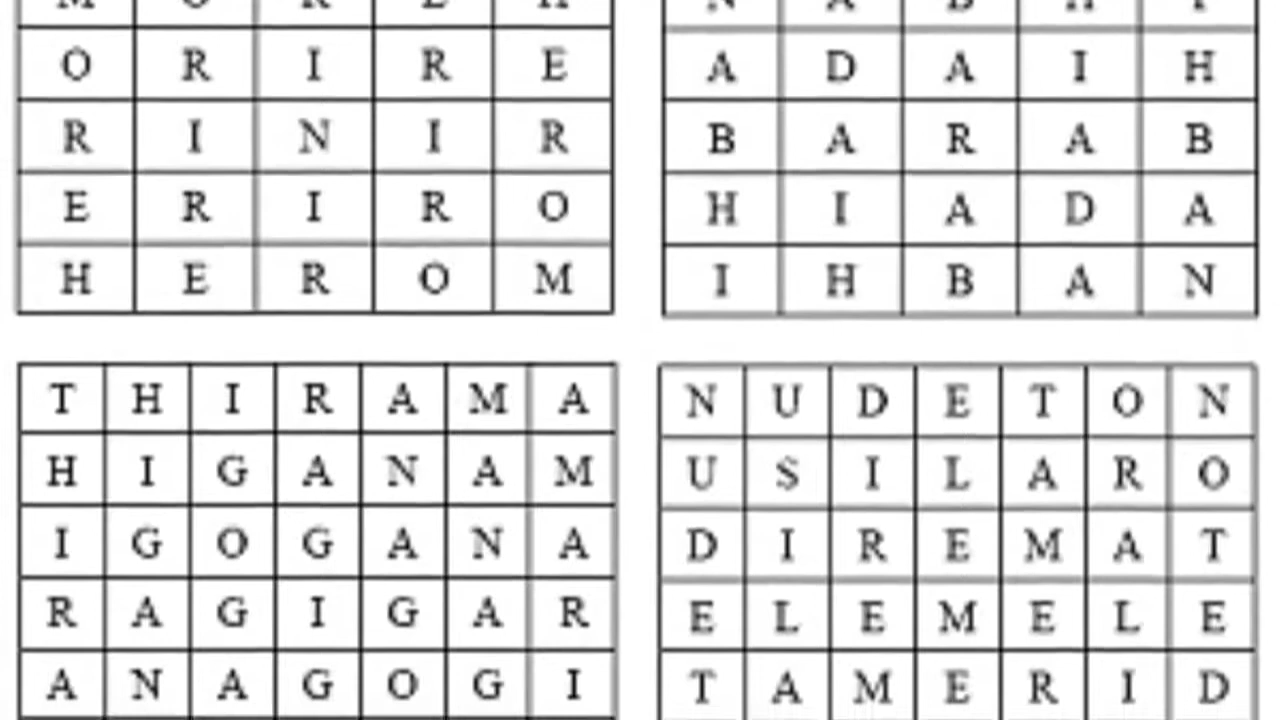 O R I R E
R I N I R
E R I R O
H E R O M
A D A I H
B A R A B
H I A D A
I H B A N
T H I R A M A
H I G A N A M
I G O G A N A
R A G I G A R
A N A G O G I
N U D E T O N
U S I L A R O
D I R E M A T
E L E M E L E
T A M E R I D